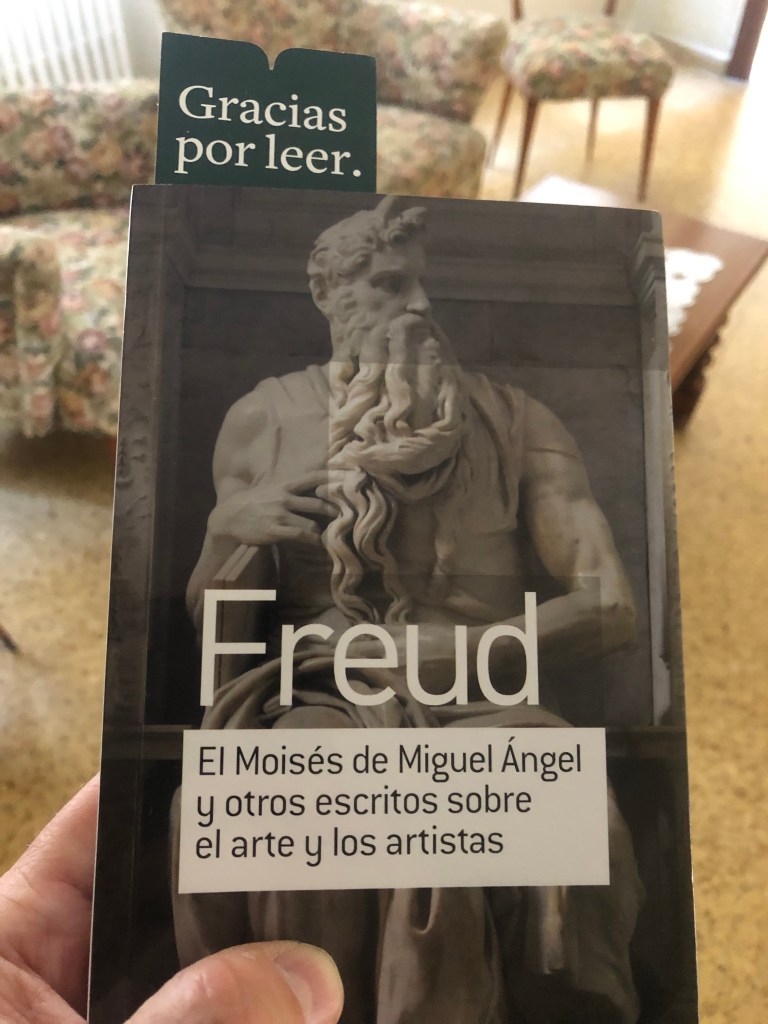 Gracias
por leer.
Freud
El Moisés de Miguel Ángel
y otros escritos sobre
el arte y los artistas